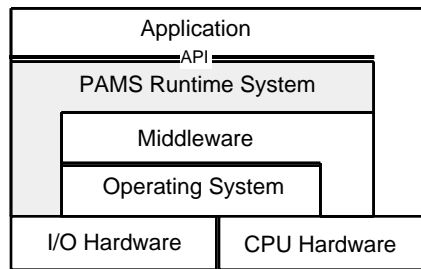 Application
API
PAMS Runtime System
Middleware
Operating System
I/O Hardware
CPU Hardware